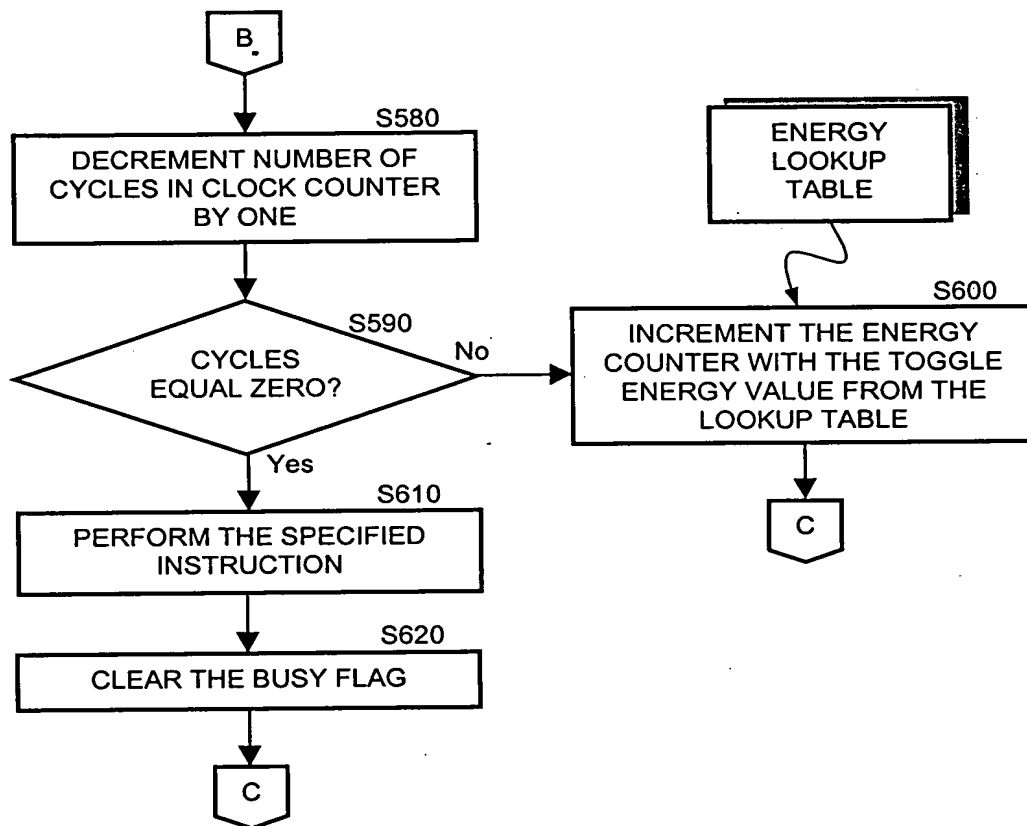 B
S580
DECREMENT NUMBER OF
CYCLES IN CLOCK COUNTER
BY ONE
ENERGY
LOOKUP
TABLE
S590
CYCLES
EQUAL ZERO?
No
Yes
S600
INCREMENT THE ENERGY
COUNTER WITH THE TOGGLE
ENERGY VALUE FROM THE
LOOKUP TABLE
C
S610
PERFORM THE SPECIFIED
INSTRUCTION
S620
CLEAR THE BUSY FLAG
C